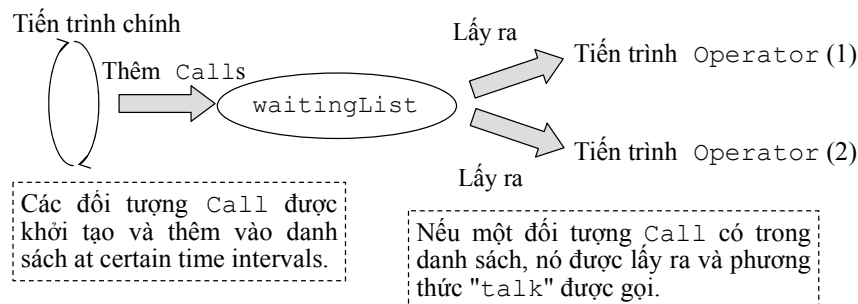 Tiến trình chính
Thêm Calls
waitingList
Lấy ra
Tiến trình Operator (1)
Tiến trình Operator (2)
Lấy ra
Các đối tượng Call được
khởi tạo và thêm vào danh
sách at certain time intervals.
Nếu một đối tượng Call có trong
danh sách, nó được lấy ra và phương
thức "talk" được gọi.